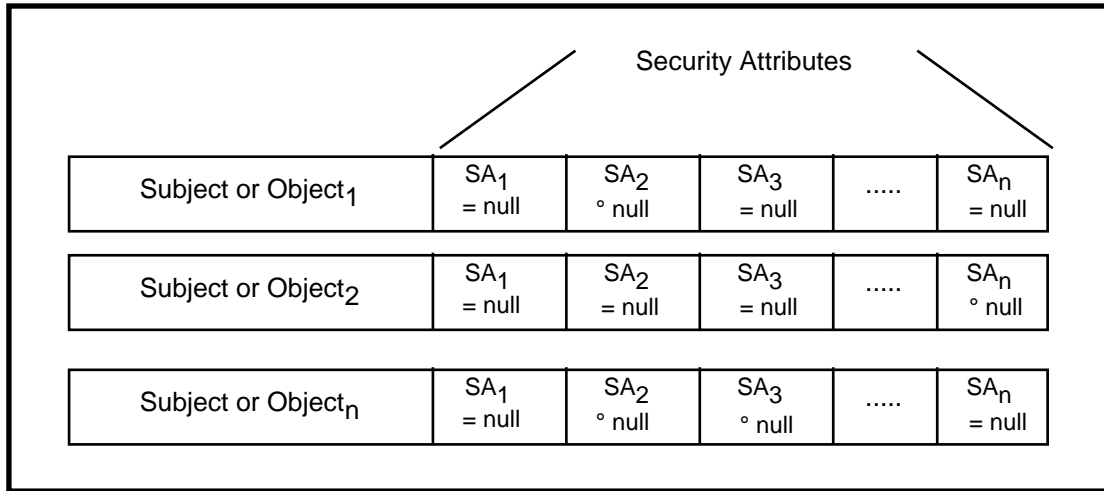 Security Attributes
Subject or Object1 SA1 SA2 SA3 ..... SAn
= null ° null = null = null
Subject or Object2 SA1 SA2 SA3 ..... SAn
= null = null = null ° null
Subject or Objectn SA1 SA2 SA3 ..... SAn
= null ° null ° null = null